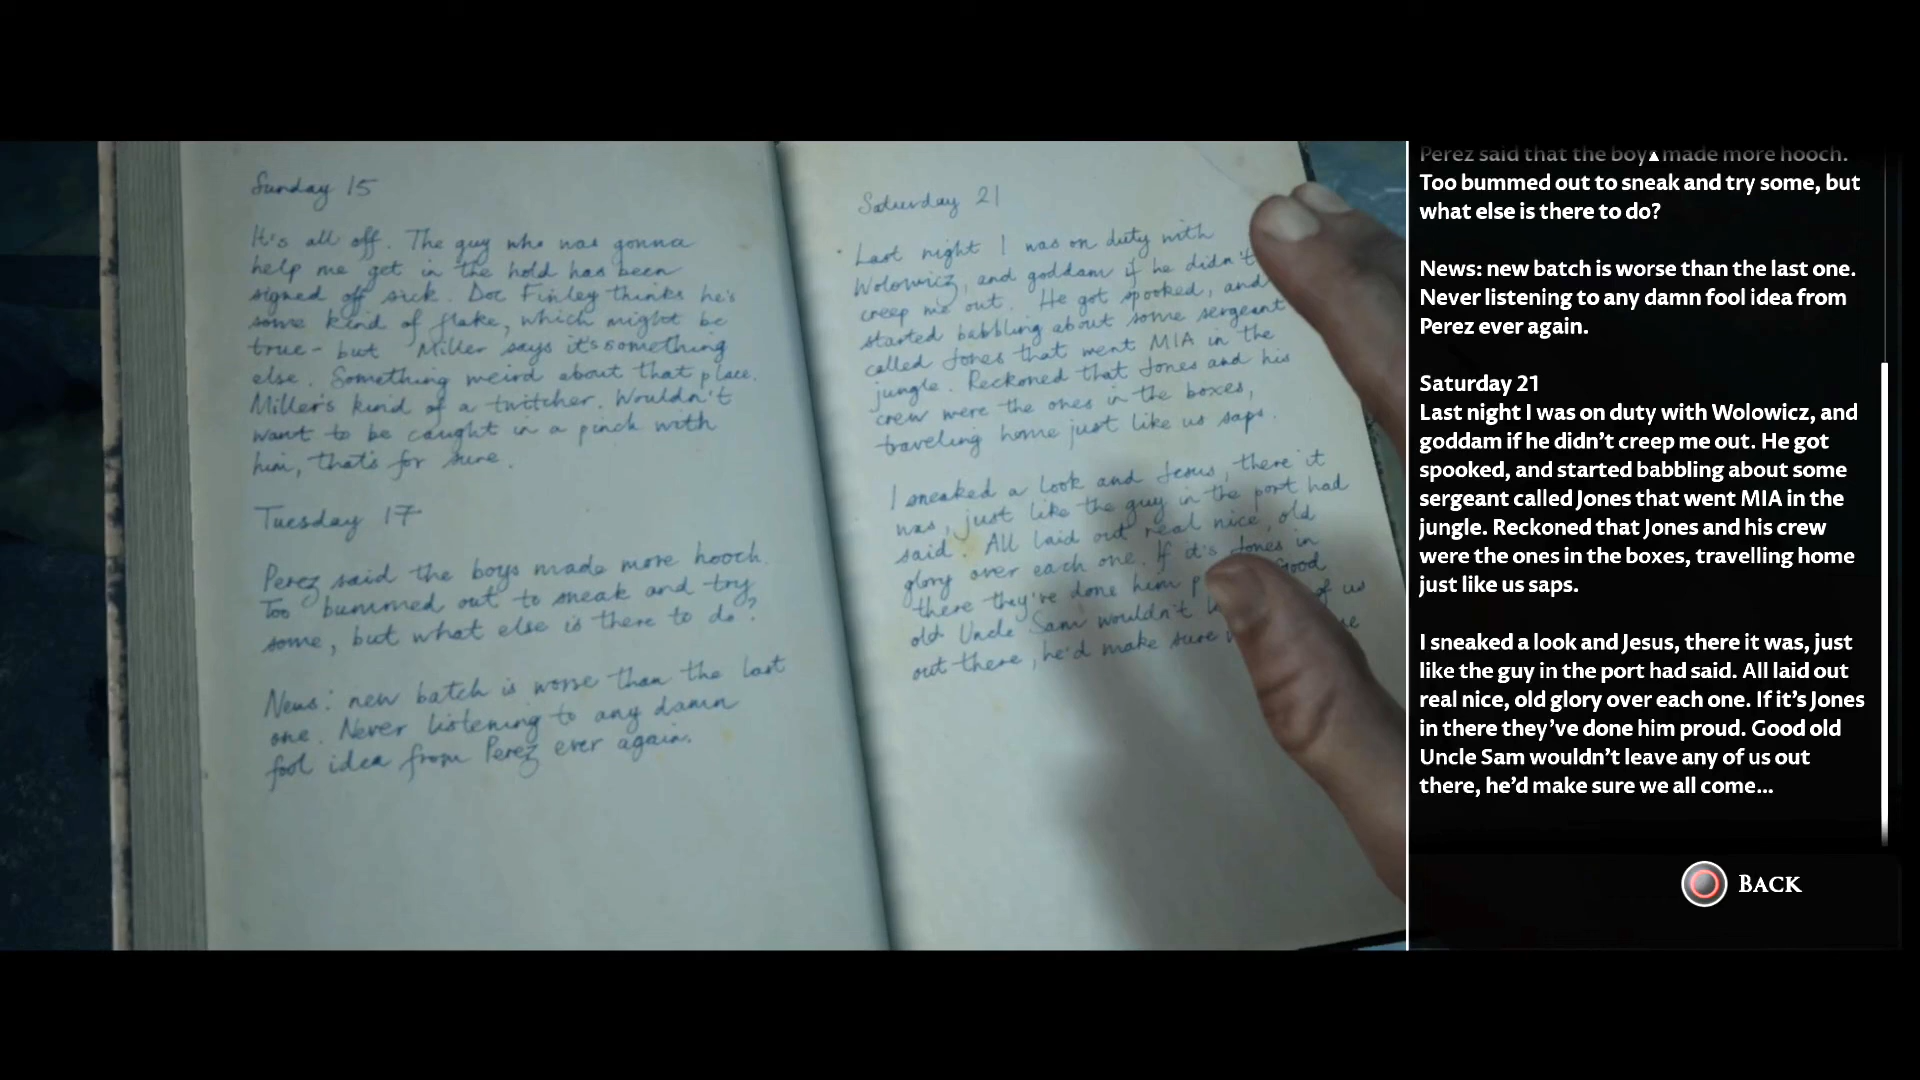 Sunday 15
It's all off. The guy who was gonna
help me get in the hold has been
signed off sick. Doc Finley thinks he's
some kind of flake, which might be
true - but Miller says it's something
else. Something weird about that place.
Miller's kind of a twitcher. Wouldn't
want to be caught in a pinch with
him, that's for sure.
Tuesday 17
Perez said the boys made more hooch.
Too bummed out to sneak and try
some, but what else is there to do?
News: new batch is worse than the last
one. Never listening to any damn
fool idea from Perez ever again.
Saturday 21
Last night I was on duty with
Wolowicz, and goddam if he didn't
creep me out. He got spooked, and
started babbling about some sergeant
called Jones that went MIA in the
jungle. Reckoned that Jones and his
crew were the ones in the boxes,
traveling home just like us saps.
I sneaked a look and Jesus, there it
was, just like the guy in the port had
said. All laid out real nice, old
glory over each one. If it's Jones in
there they've done him Good
old Uncle Sam wouldn't of us
out there, he'd make sure
Perez said that the boys made more hooch.
Too bummed out to sneak and try some, but
what else is there to do?
News: new batch is worse than the last one.
Never listening to any damn fool idea from
Perez ever again.
Saturday 21
Last night I was on duty with Wolowicz, and
goddam if he didn't creep me out. He got
spooked, and started babbling about some
sergeant called Jones that went MIA in the
jungle. Reckoned that Jones and his crew
were the ones in the boxes, travelling home
just like us saps.
I sneaked a look and Jesus, there it was, just
like the guy in the port had said. All laid out
real nice, old glory over each one. If it's Jones
in there they've done him proud. Good old
Uncle Sam wouldn't leave any of us out
there, he'd make sure we all come...
BACK